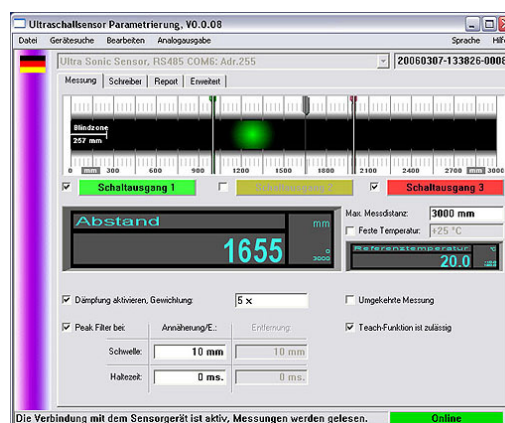 Ultraschallsensor Parametrierung, V0.0.08
Datei Gerätesuche Bearbeiten Analogausgabe Sprache Hilfe
Ultra Sonic Sensor, RS485 COM6: Adr.255 20060307-133826-0008
Messung Schreiber Report Erweitert
Blindzone
257 mm
0 mm 300 600 900 1200 1500 1800 2100 2400 2700 mm 3000
Schaltausgang 1 Schaltausgang 2 Schaltausgang 3
Abstand mm
1655 0
3000
Max. Messdistanz: 3000 mm
Feste Temperatur: +25 °C
Referenztemperatur °C
20.0
Dämpfung aktivieren, Gewichtung: 5 x Umgekehrte Messung
Peak Filter bei: Annäherung/E.: Entfernung: Teach-Funktion ist zulässig
Schwelle: 10 mm 10 mm
Haltezeit: 0 ms. 0 ms.
Die Verbindung mit dem Sensorgerät ist aktiv, Messungen werden gelesen. Online